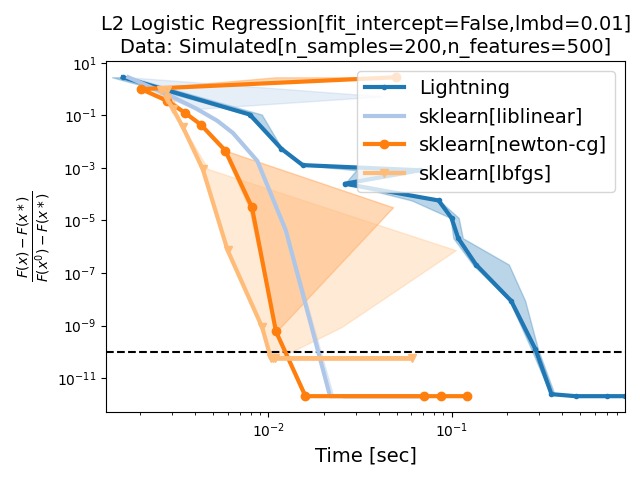 L2 Logistic Regression[fit_intercept=False,lmbd=0.01]
Data: Simulated[n_samples=200,n_features=500]
10¹
10⁻¹
10⁻³
10⁻⁵
10⁻⁷
10⁻⁹
10⁻¹¹
F(x) − F(x*)
F(x⁰) − F(x*)
Lightning
sklearn[liblinear]
sklearn[newton-cg]
sklearn[lbfgs]
10⁻² 10⁻¹
Time [sec]